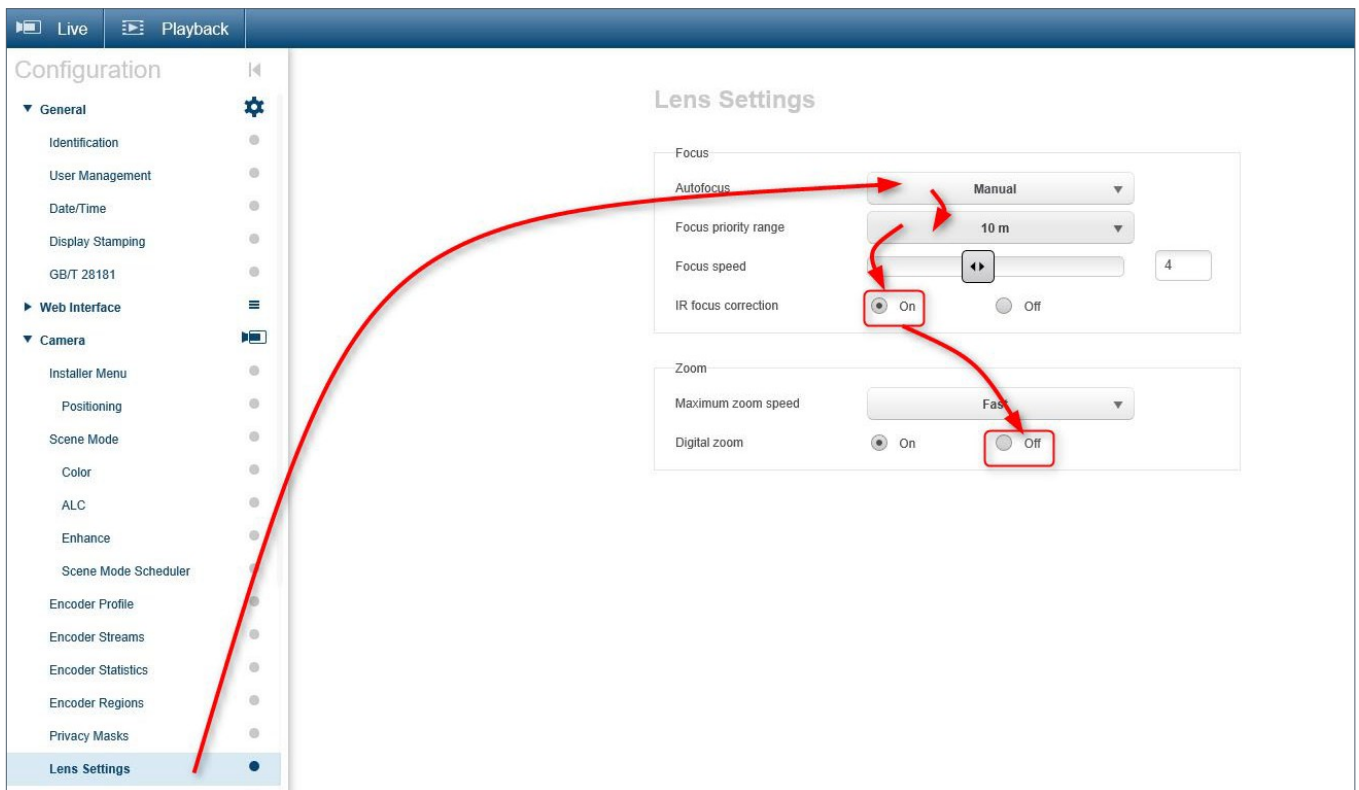 Live Playback
Configuration
General
Identification
User Management
Date/Time
Display Stamping
GB/T 28181
Web Interface
Camera
Installer Menu
Positioning
Scene Mode
Color
ALC
Enhance
Scene Mode Scheduler
Encoder Profile
Encoder Streams
Encoder Statistics
Encoder Regions
Privacy Masks
Lens Settings
Lens Settings
Focus
Autofocus Manual
Focus priority range 10 m
Focus speed 4
IR focus correction On Off
Zoom
Maximum zoom speed Fast
Digital zoom On Off